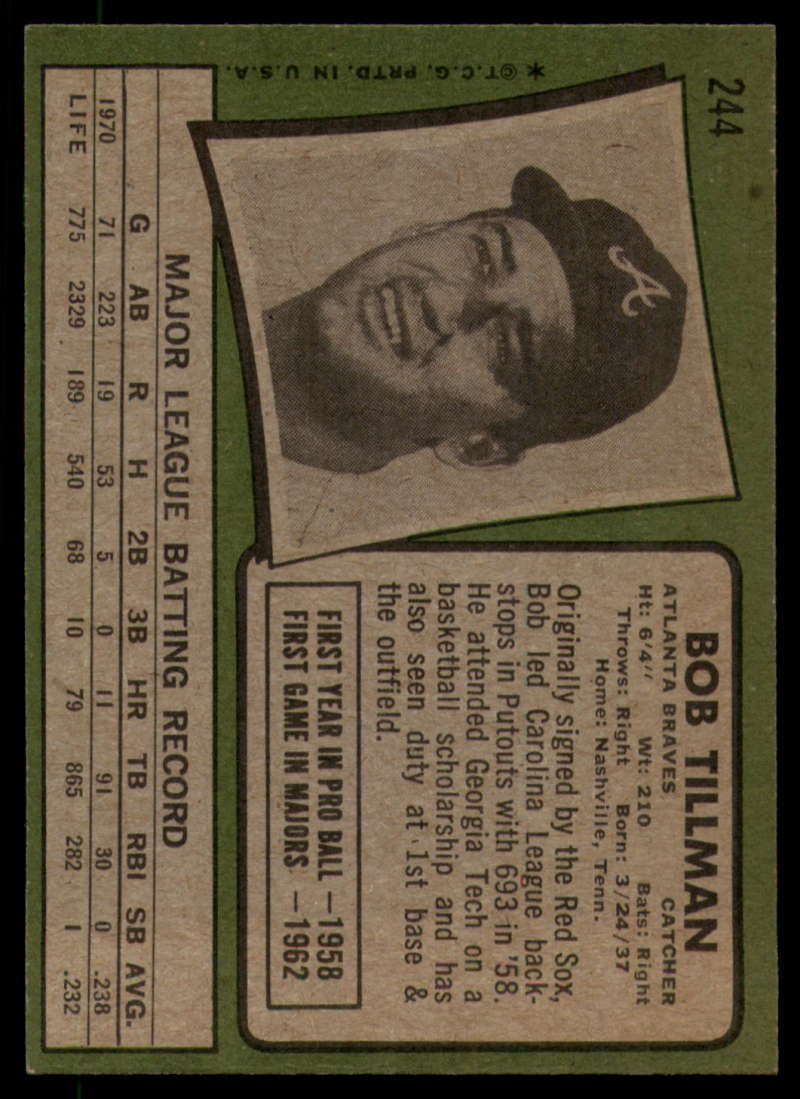 244
A
BOB TILLMAN
ATLANTA BRAVES CATCHER
Ht: 6'4" Wt: 210 Bats: Right
Throws: Right Born: 3/24/37
Home: Nashville, Tenn.
Originally signed by the Red Sox,
Bob led Carolina League back-
stops in Putouts with 693 in '58.
He attended Georgia Tech on a
basketball scholarship and has
also seen duty at 1st base &
the outfield.
FIRST YEAR IN PRO BALL — 1958
FIRST GAME IN MAJORS — 1962
MAJOR LEAGUE BATTING RECORD
G AB R H 2B 3B HR TB RBI SB AVG.
1970 71 223 19 53 5 0 11 91 30 0 .238
LIFE 775 2329 189 540 68 10 79 865 282 1 .232
*©T.C.G. PRTD. IN U.S.A.